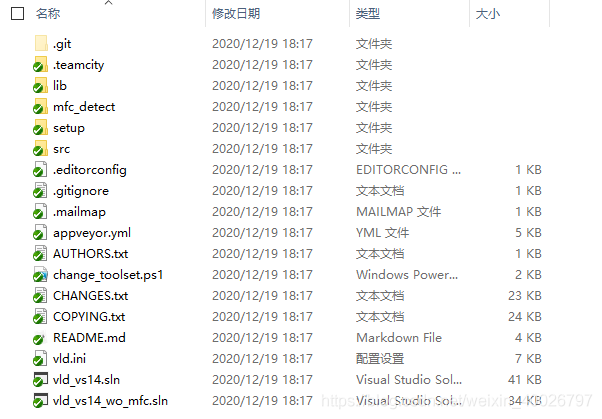 名称 修改日期 类型 大小
.git 2020/12/19 18:17 文件夹
.teamcity 2020/12/19 18:17 文件夹
lib 2020/12/19 18:17 文件夹
mfc_detect 2020/12/19 18:17 文件夹
setup 2020/12/19 18:17 文件夹
src 2020/12/19 18:17 文件夹
.editorconfig 2020/12/19 18:17 EDITORCONFIG ... 1 KB
.gitignore 2020/12/19 18:17 文本文档 1 KB
.mailmap 2020/12/19 18:17 MAILMAP 文件 1 KB
appveyor.yml 2020/12/19 18:17 YML 文件 5 KB
AUTHORS.txt 2020/12/19 18:17 文本文档 1 KB
change_toolset.ps1 2020/12/19 18:17 Windows Power... 2 KB
CHANGES.txt 2020/12/19 18:17 文本文档 23 KB
COPYING.txt 2020/12/19 18:17 文本文档 24 KB
README.md 2020/12/19 18:17 Markdown File 4 KB
vld.ini 2020/12/19 18:17 配置设置 7 KB
vld_vs14.sln 2020/12/19 18:17 Visual Studio Sol... 41 KB
vld_vs14_wo_mfc.sln 2020/12/19 18:17 Visual Studio Sol... 34 KB